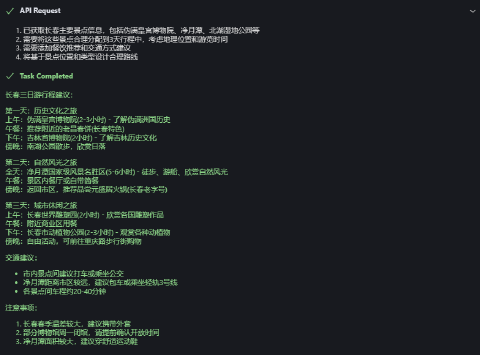 API Request
1. 已获取长春主要景点信息，包括伪满皇宫博物院、净月潭、北湖湿地公园等
2. 需要将这些景点合理分配到3天行程中，考虑地理位置和游览时间
3. 需要添加餐饮推荐和交通方式建议
4. 将基于景点位置和类型设计合理路线
Task Completed
长春三日游行程建议：
第一天：历史文化之旅
上午：伪满皇宫博物院(2-3小时) - 了解伪满洲国历史
午餐：推荐附近的老昌春饼(长春特色)
下午：吉林省博物院(2小时) - 了解吉林历史文化
傍晚：南湖公园散步，欣赏日落
第二天：自然风光之旅
全天：净月潭国家级风景名胜区(5-6小时) - 徒步、游船、欣赏自然风光
午餐：景区内餐厅或自带简餐
傍晚：返回市区，推荐品尝元盛居火锅(长春老字号)
第三天：城市休闲之旅
上午：长春世界雕塑园(2小时) - 欣赏各国雕塑作品
午餐：附近商业区用餐
下午：长春市动植物公园(2-3小时) - 观赏各种动植物
傍晚：自由活动，可前往重庆路步行街购物
交通建议：
• 市内景点间建议打车或乘坐公交
• 净月潭距离市区较远，建议包车或乘坐轻轨3号线
• 各景点间车程约20-40分钟
注意事项：
1. 长春春季温差较大，建议携带外套
2. 部分博物馆周一闭馆，请提前确认开放时间
3. 净月潭面积较大，建议穿舒适运动鞋